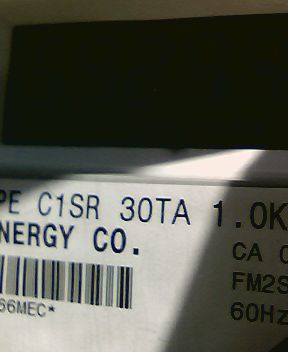 PE C1SR 30TA 1.0K
NERGY CO.
CA
FM2S
66MEC*
60Hz